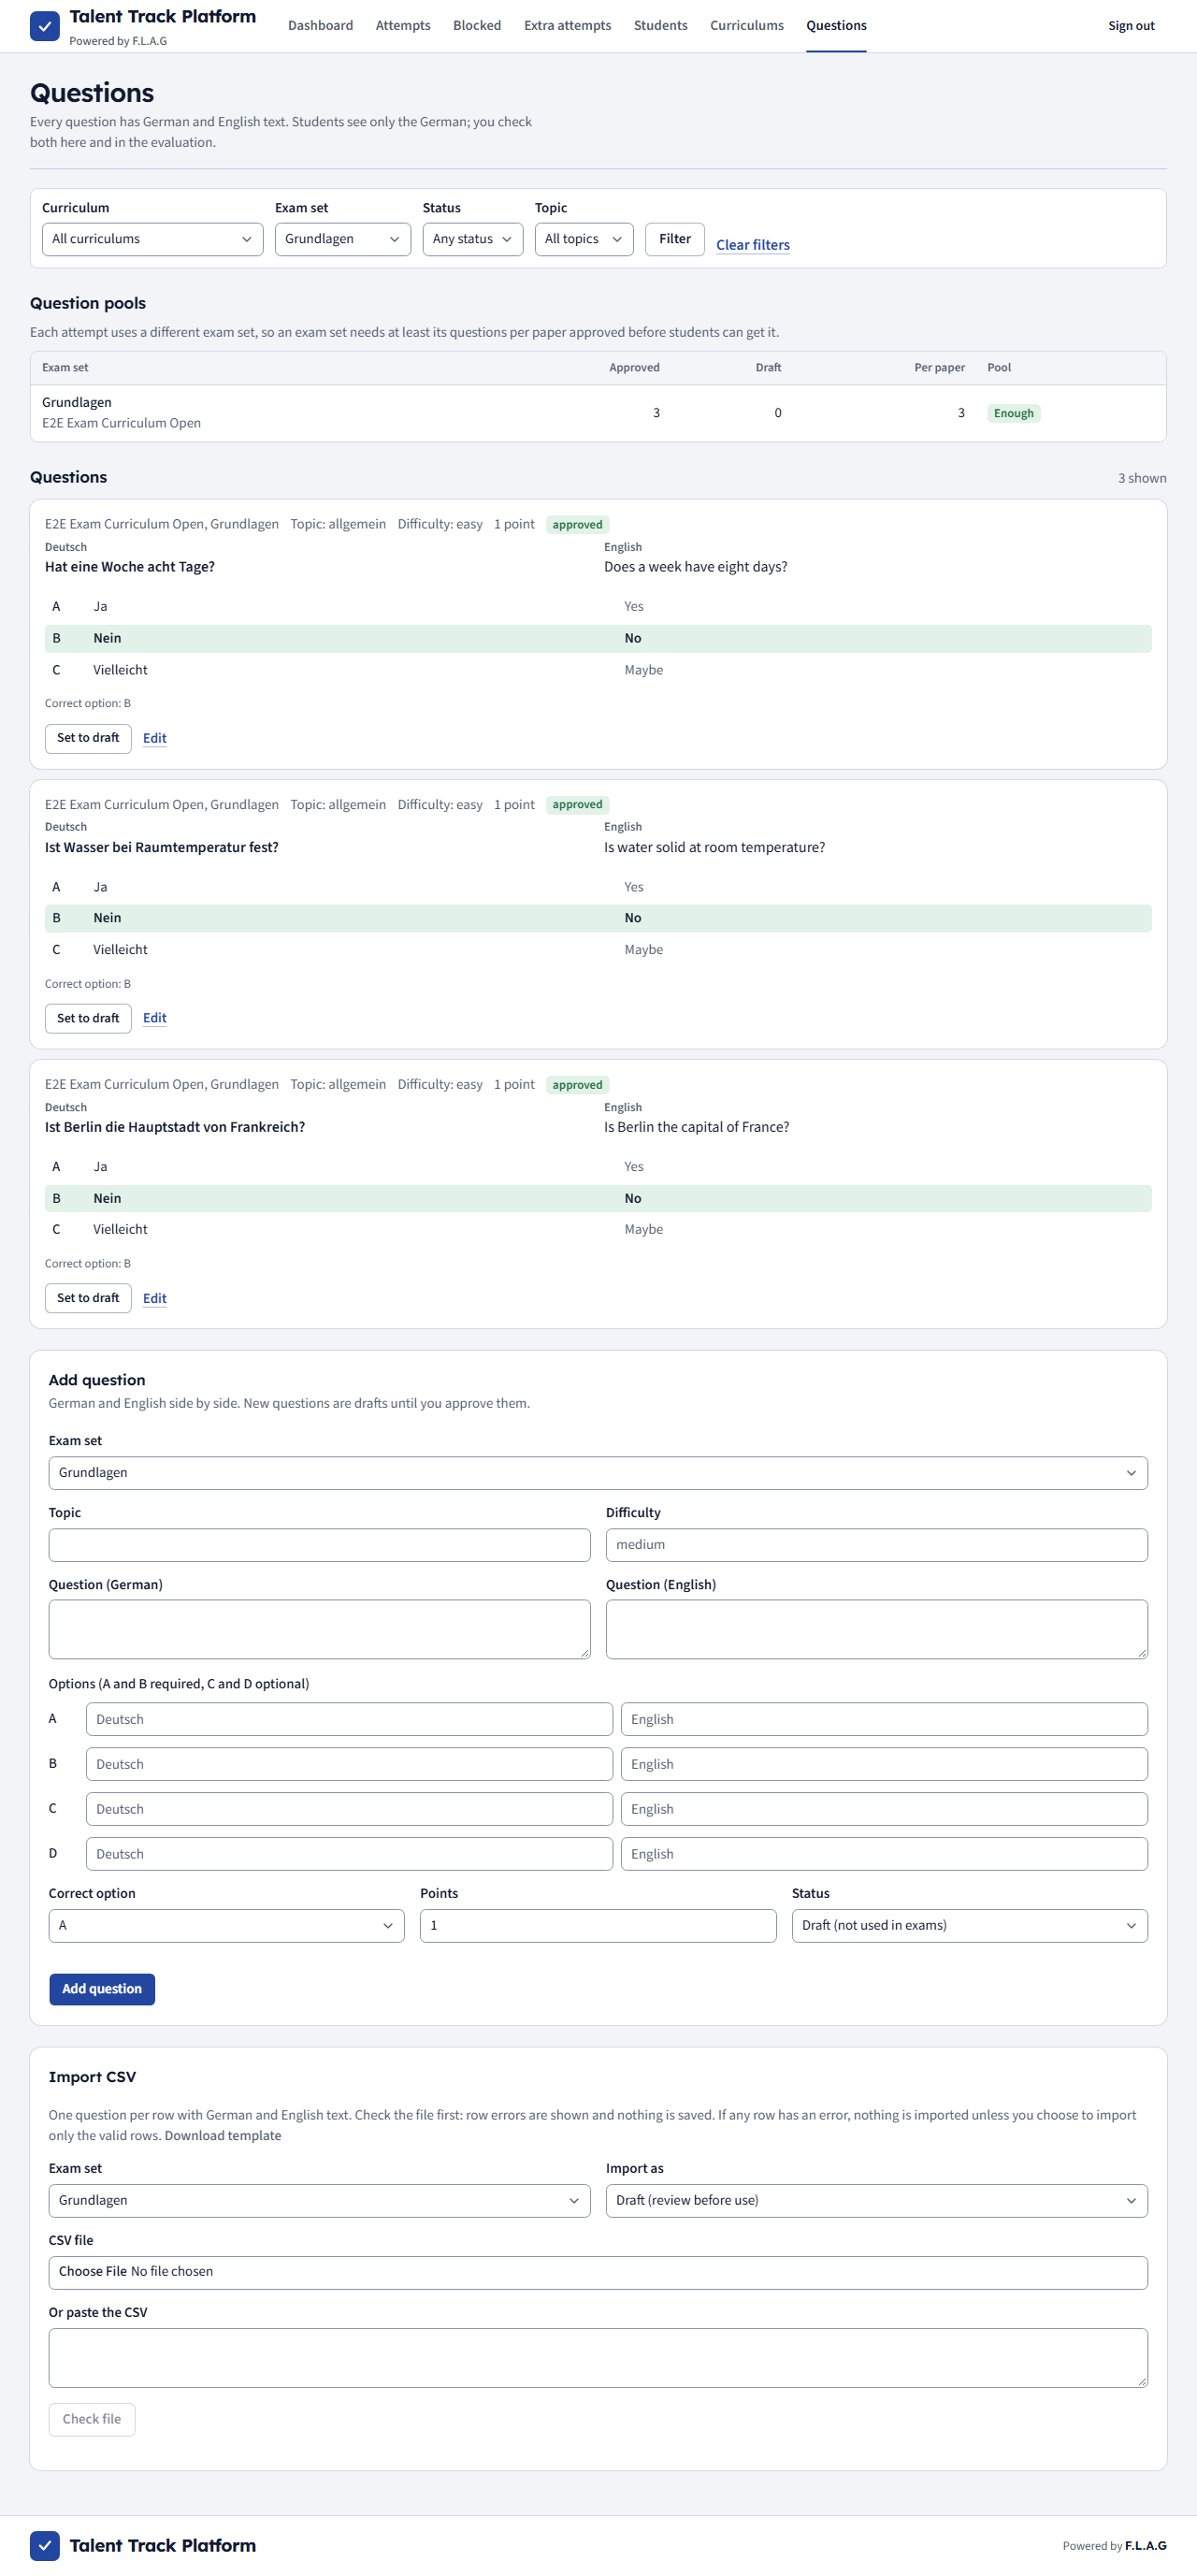 Talent Track Platform
Powered by F.L.A.G
Dashboard Attempts Blocked Extra attempts Students Curriculums Questions Sign out
Questions
Every question has German and English text. Students see only the German; you check
both here and in the evaluation.
Curriculum Exam set Status Topic
All curriculums Grundlagen Any status All topics Filter Clear filters
Question pools
Each attempt uses a different exam set, so an exam set needs at least its questions per paper approved before students can get it.
Exam set Approved Draft Per paper Pool
Grundlagen
E2E Exam Curriculum Open
3 0 3 Enough
Questions 3 shown
E2E Exam Curriculum Open, Grundlagen Topic: allgemein Difficulty: easy 1 point approved
Deutsch English
Hat eine Woche acht Tage? Does a week have eight days?
A Ja Yes
B Nein No
C Vielleicht Maybe
Correct option: B
Set to draft Edit
E2E Exam Curriculum Open, Grundlagen Topic: allgemein Difficulty: easy 1 point approved
Deutsch English
Ist Wasser bei Raumtemperatur fest? Is water solid at room temperature?
A Ja Yes
B Nein No
C Vielleicht Maybe
Correct option: B
Set to draft Edit
E2E Exam Curriculum Open, Grundlagen Topic: allgemein Difficulty: easy 1 point approved
Deutsch English
Ist Berlin die Hauptstadt von Frankreich? Is Berlin the capital of France?
A Ja Yes
B Nein No
C Vielleicht Maybe
Correct option: B
Set to draft Edit
Add question
German and English side by side. New questions are drafts until you approve them.
Exam set
Grundlagen
Topic Difficulty
medium
Question (German) Question (English)
Options (A and B required, C and D optional)
A Deutsch English
B Deutsch English
C Deutsch English
D Deutsch English
Correct option Points Status
A 1 Draft (not used in exams)
Add question
Import CSV
One question per row with German and English text. Check the file first: row errors are shown and nothing is saved. If any row has an error, nothing is imported unless you choose to import
only the valid rows. Download template
Exam set Import as
Grundlagen Draft (review before use)
CSV file
Choose File No file chosen
Or paste the CSV
Check file
Talent Track Platform Powered by F.L.A.G